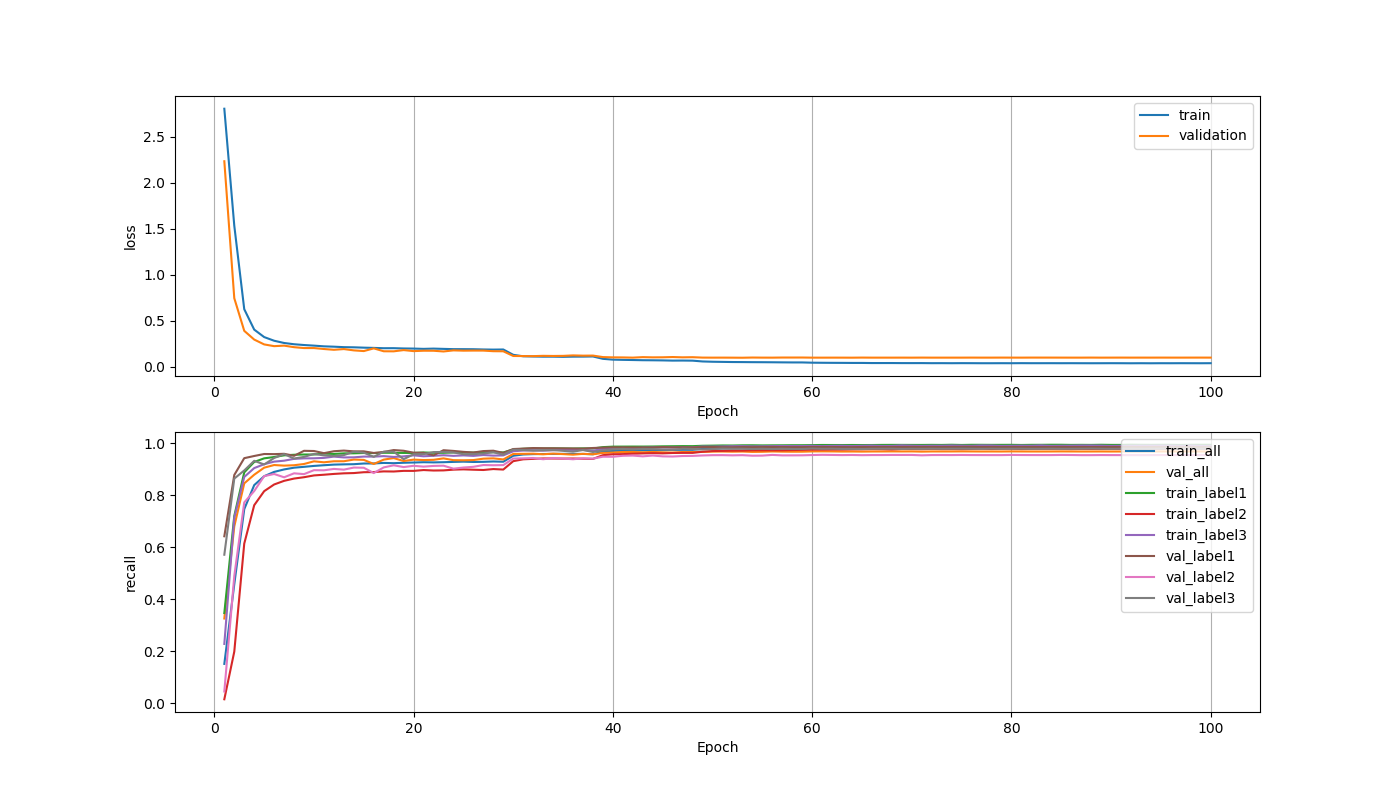 2.5
2.0
1.5
1.0
0.5
0.0
loss
train
validation
0 20 40 60 80 100
Epoch
1.0
0.8
0.6
0.4
0.2
0.0
recall
train_all
val_all
train_label1
train_label2
train_label3
val_label1
val_label2
val_label3
0 20 40 60 80 100
Epoch